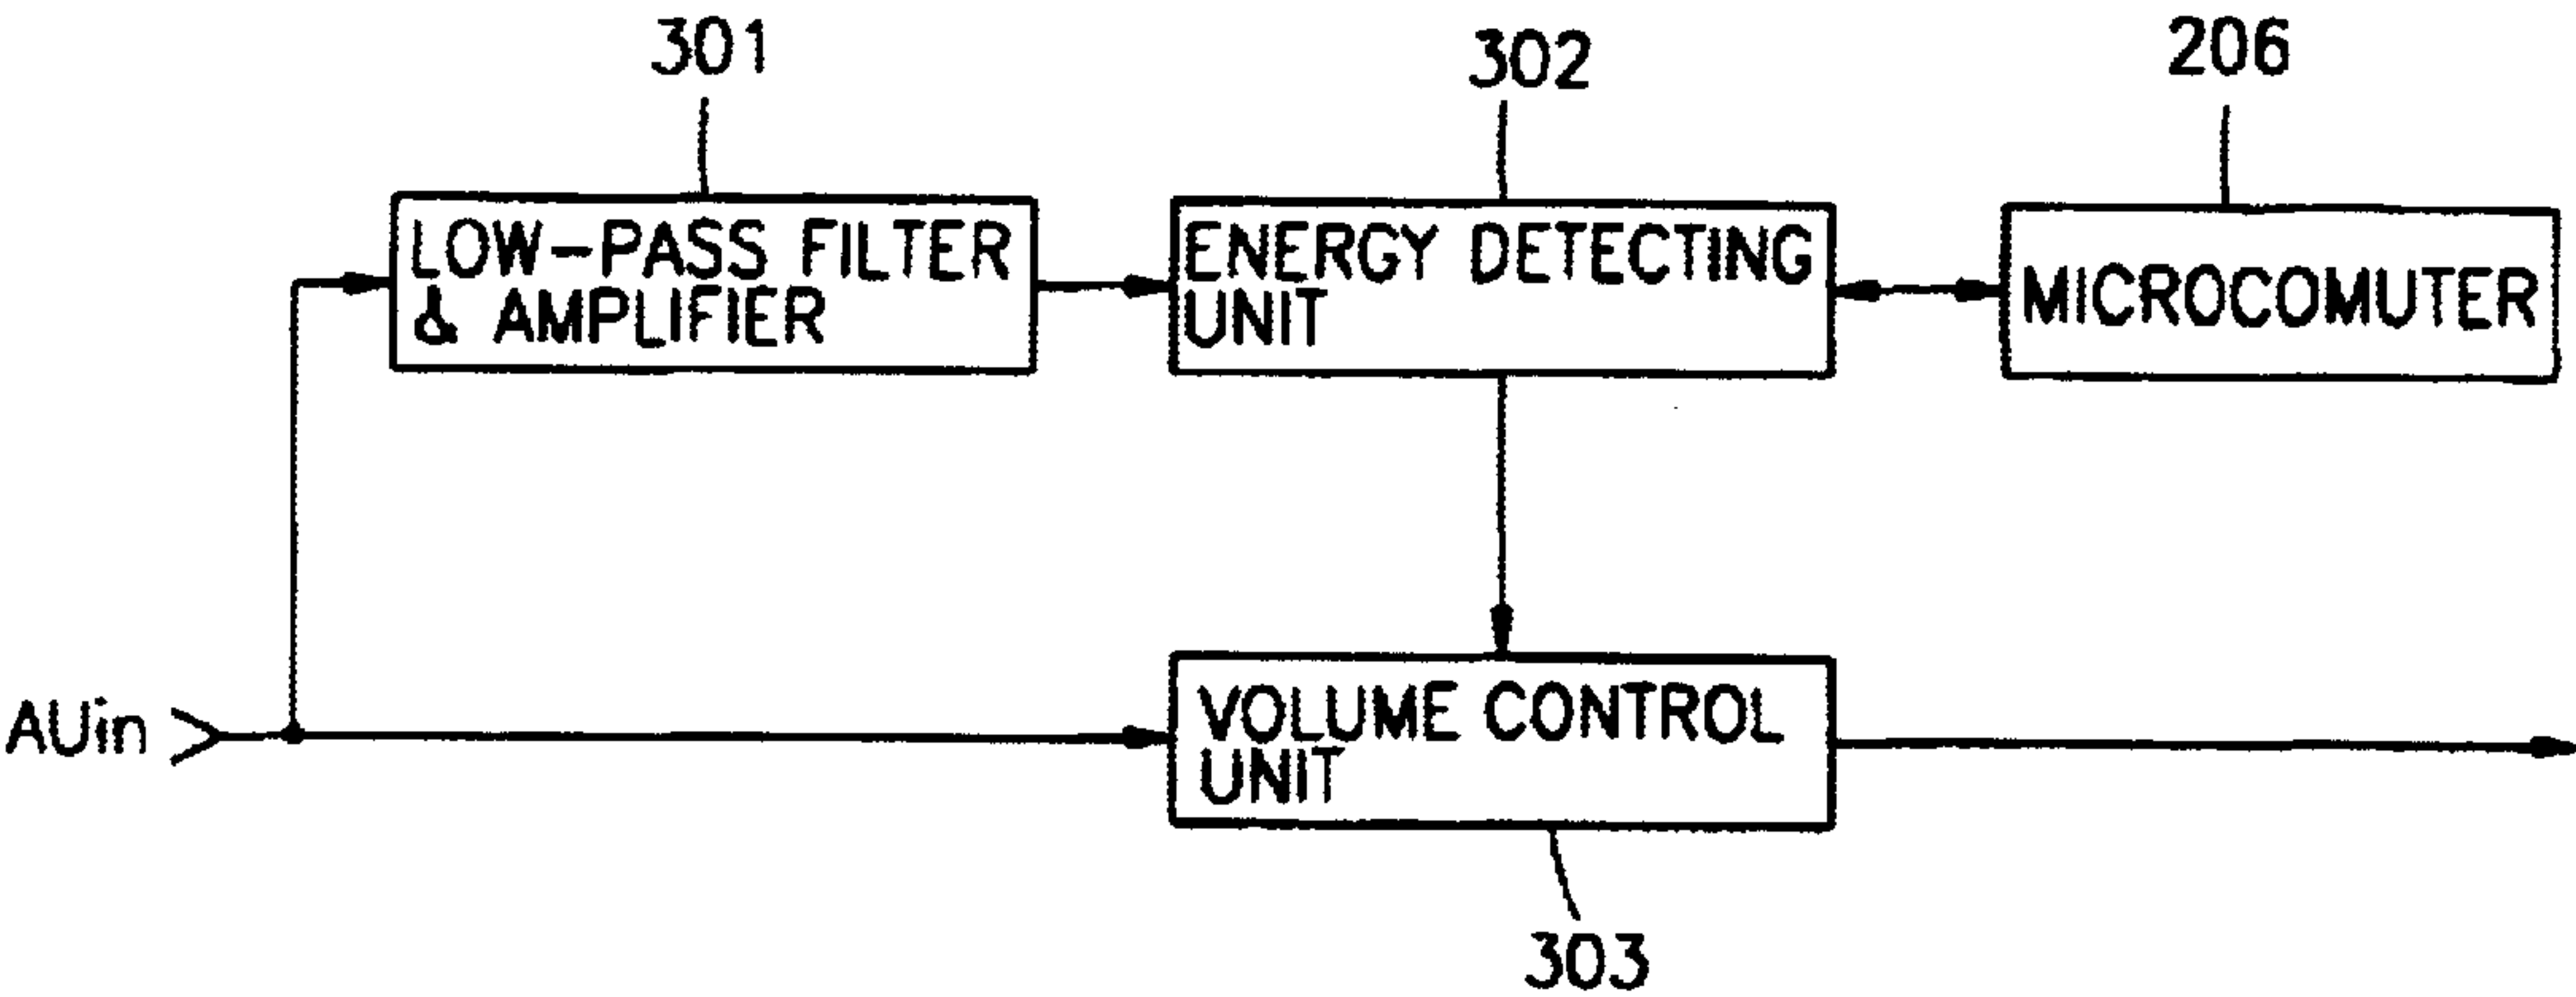 301
302
206
LOW-PASS FILTER
& AMPLIFIER
ENERGY DETECTING
UNIT
MICROCOMUTER
AUin
VOLUME CONTROL
UNIT
303